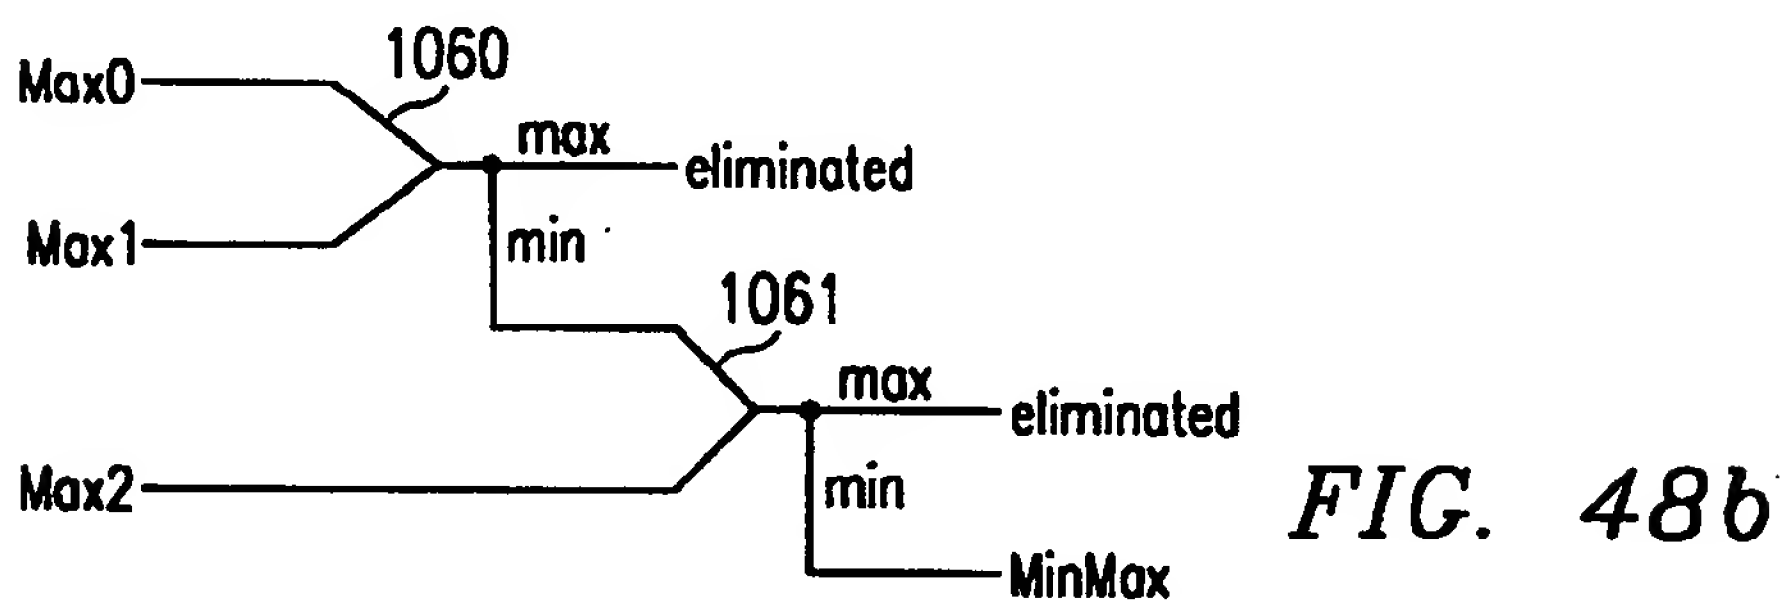 1060
Max0
max
eliminated
Max1
min
1061
max
eliminated
Max2
min
MinMax
FIG. 48b